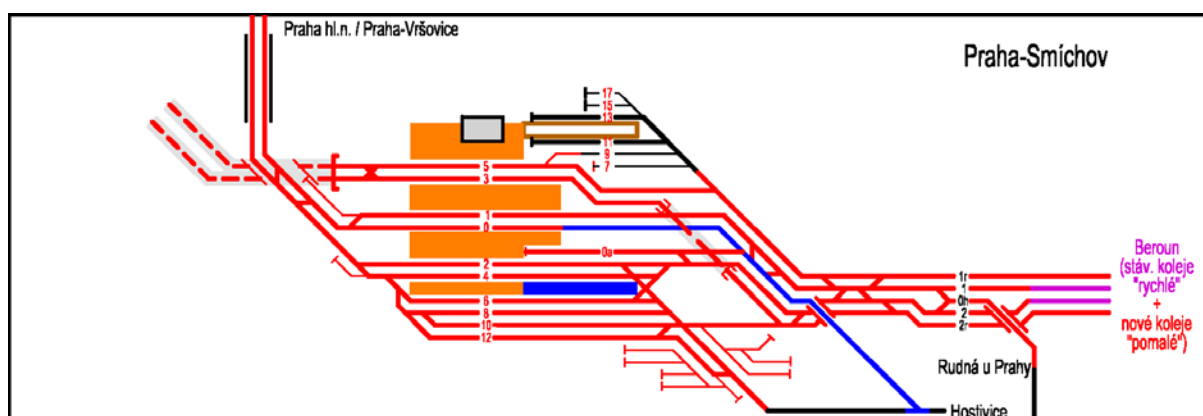 Praha hl.n. / Praha-Vršovice
Praha-Smíchov
17
15
13
11
9
7
5
3
1
0
0a
2
4
6
8
10
12
1r
1
0h
2
2r
Beroun
(stáv. koleje
"rychlé"
+
nové koleje
"pomalé")
Rudná u Prahy
Hostivice